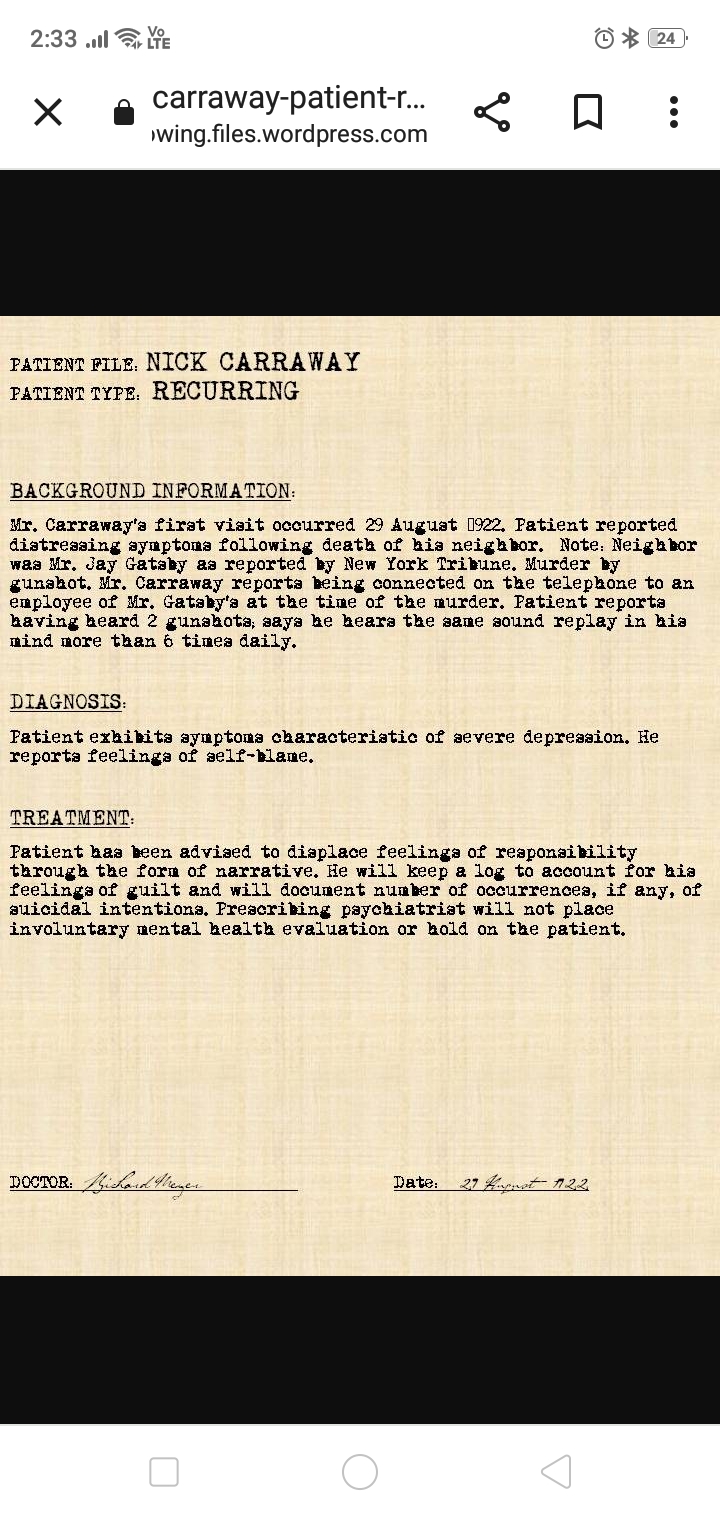 2:33 Vo LTE 24
carraway-patient-r...
wing.files.wordpress.com
PATIENT FILE: NICK CARRAWAY
PATIENT TYPE: RECURRING
BACKGROUND INFORMATION:
Mr. Carraway's first visit occurred 29 August 𝟶922. Patient reported
distressing symptoms following death of his neighbor. Note: Neighbor
was Mr. Jay Gatsby as reported by New York Tribune. Murder by
gunshot. Mr. Carraway reports being connected on the telephone to an
employee of Mr. Gatsby's at the time of the murder. Patient reports
having heard 2 gunshots; says he hears the same sound replay in his
mind more than 6 times daily.
DIAGNOSIS:
Patient exhibits symptoms characteristic of severe depression. He
reports feelings of self-blame.
TREATMENT:
Patient has been advised to displace feelings of responsibility
through the form of narrative. He will keep a log to account for his
feelings of guilt and will document number of occurrences, if any, of
suicidal intentions. Prescribing psychiatrist will not place
involuntary mental health evaluation or hold on the patient.
DOCTOR: Richard Meyer Date: 29 August 1922